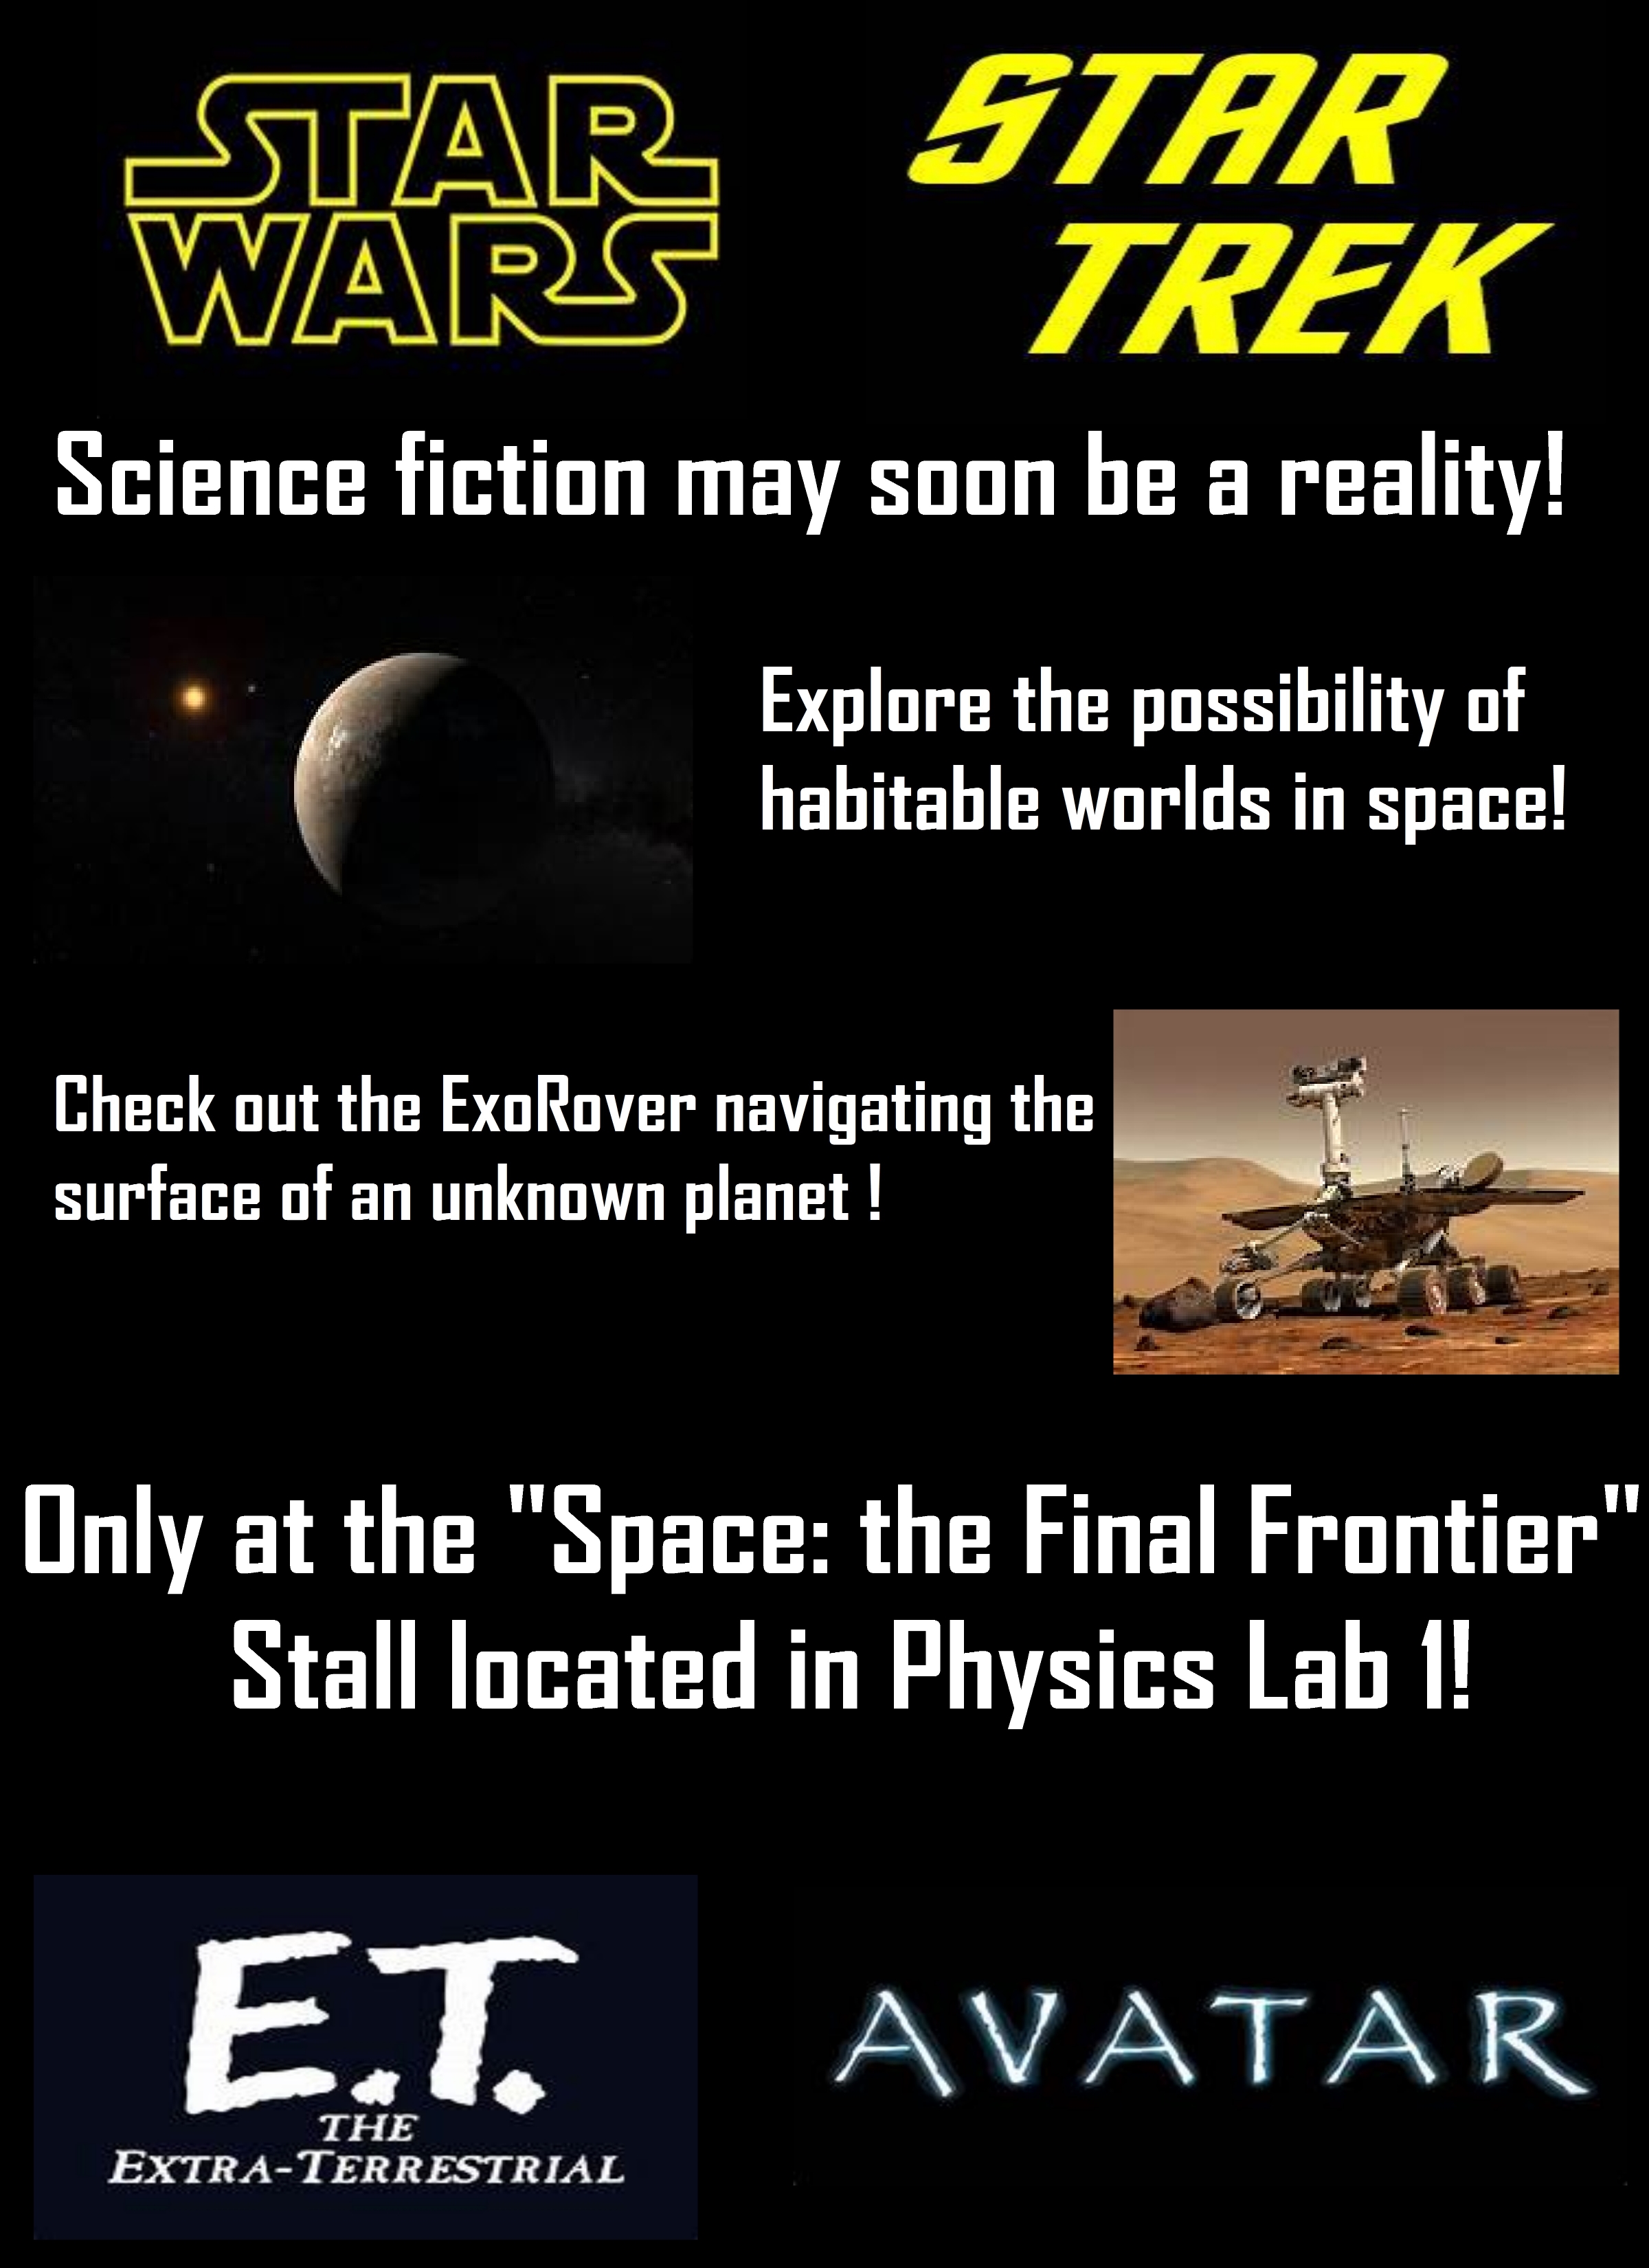 STAR
WARS
STAR
TREK
Science fiction may soon be a reality!
Explore the possibility of
habitable worlds in space!
Check out the ExoRover navigating the
surface of an unknown planet !
Only at the "Space: the Final Frontier"
Stall located in Physics Lab 1!
E.T.
THE
EXTRA-TERRESTRIAL
AVATAR